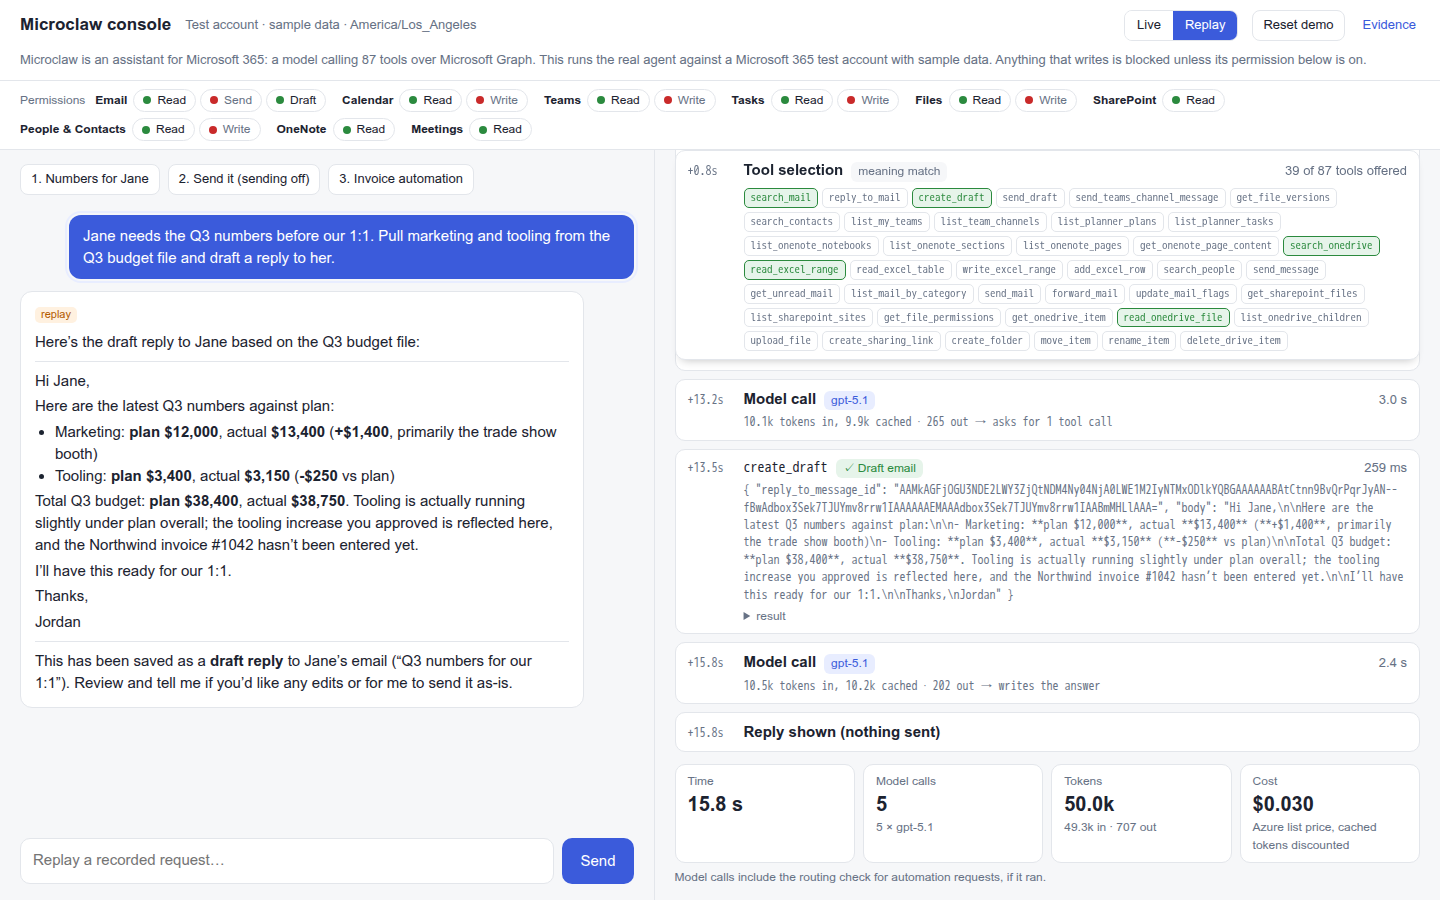 Microclaw console Test account · sample data · America/Los_Angeles Live Replay Reset demo Evidence
Microclaw is an assistant for Microsoft 365: a model calling 87 tools over Microsoft Graph. This runs the real agent against a Microsoft 365 test account with sample data. Anything that writes is blocked unless its permission below is on.
Permissions Email Read Send Draft Calendar Read Write Teams Read Write Tasks Read Write Files Read Write SharePoint Read
People & Contacts Read Write OneNote Read Meetings Read
1. Numbers for Jane 2. Send it (sending off) 3. Invoice automation
Jane needs the Q3 numbers before our 1:1. Pull marketing and tooling from the
Q3 budget file and draft a reply to her.
replay
Here’s the draft reply to Jane based on the Q3 budget file:
Hi Jane,
Here are the latest Q3 numbers against plan:
• Marketing: plan $12,000, actual $13,400 (+$1,400, primarily the trade show
booth)
• Tooling: plan $3,400, actual $3,150 (-$250 vs plan)
Total Q3 budget: plan $38,400, actual $38,750. Tooling is actually running
slightly under plan overall; the tooling increase you approved is reflected here,
and the Northwind invoice #1042 hasn’t been entered yet.
I’ll have this ready for our 1:1.
Thanks,
Jordan
This has been saved as a draft reply to Jane’s email (“Q3 numbers for our
1:1”). Review and tell me if you’d like any edits or for me to send it as-is.
Replay a recorded request… Send
+0.8s Tool selection meaning match 39 of 87 tools offered
search_mail reply_to_mail create_draft send_draft send_teams_channel_message get_file_versions
search_contacts list_my_teams list_team_channels list_planner_plans list_planner_tasks
list_onenote_notebooks list_onenote_sections list_onenote_pages get_onenote_page_content search_onedrive
read_excel_range read_excel_table write_excel_range add_excel_row search_people send_message
get_unread_mail list_mail_by_category send_mail forward_mail update_mail_flags get_sharepoint_files
list_sharepoint_sites get_file_permissions get_onedrive_item read_onedrive_file list_onedrive_children
upload_file create_sharing_link create_folder move_item rename_item delete_drive_item
+13.2s Model call gpt-5.1 3.0 s
10.1k tokens in, 9.9k cached · 265 out → asks for 1 tool call
+13.5s create_draft ✓ Draft email 259 ms
{ "reply_to_message_id": "AAMkAGFjOGU3NDE2LWY3ZjQtNDM4Ny04NjA0LWE1M2IyNTMxODlkYQBGAAAAAABAtCtnn9BvQrPqrJyAN--
fBwAdbox3Sek7TJUYmv8rrw1IAAAAAAEMAAAdbox3Sek7TJUYmv8rrw1IAABmMHLlAAA=", "body": "Hi Jane,\n\nHere are the
latest Q3 numbers against plan:\n\n- Marketing: **plan $12,000**, actual **$13,400** (**+$1,400**, primarily
the trade show booth)\n- Tooling: **plan $3,400**, actual **$3,150** (**-$250** vs plan)\n\nTotal Q3 budget:
**plan $38,400**, actual **$38,750**. Tooling is actually running slightly under plan overall; the tooling
increase you approved is reflected here, and the Northwind invoice #1042 hasn’t been entered yet.\n\nI’ll have
this ready for our 1:1.\n\nThanks,\nJordan" }
▶ result
+15.8s Model call gpt-5.1 2.4 s
10.5k tokens in, 10.2k cached · 202 out → writes the answer
+15.8s Reply shown (nothing sent)
Time Model calls Tokens Cost
15.8 s 5 50.0k $0.030
5 × gpt-5.1 49.3k in · 707 out Azure list price, cached
tokens discounted
Model calls include the routing check for automation requests, if it ran.